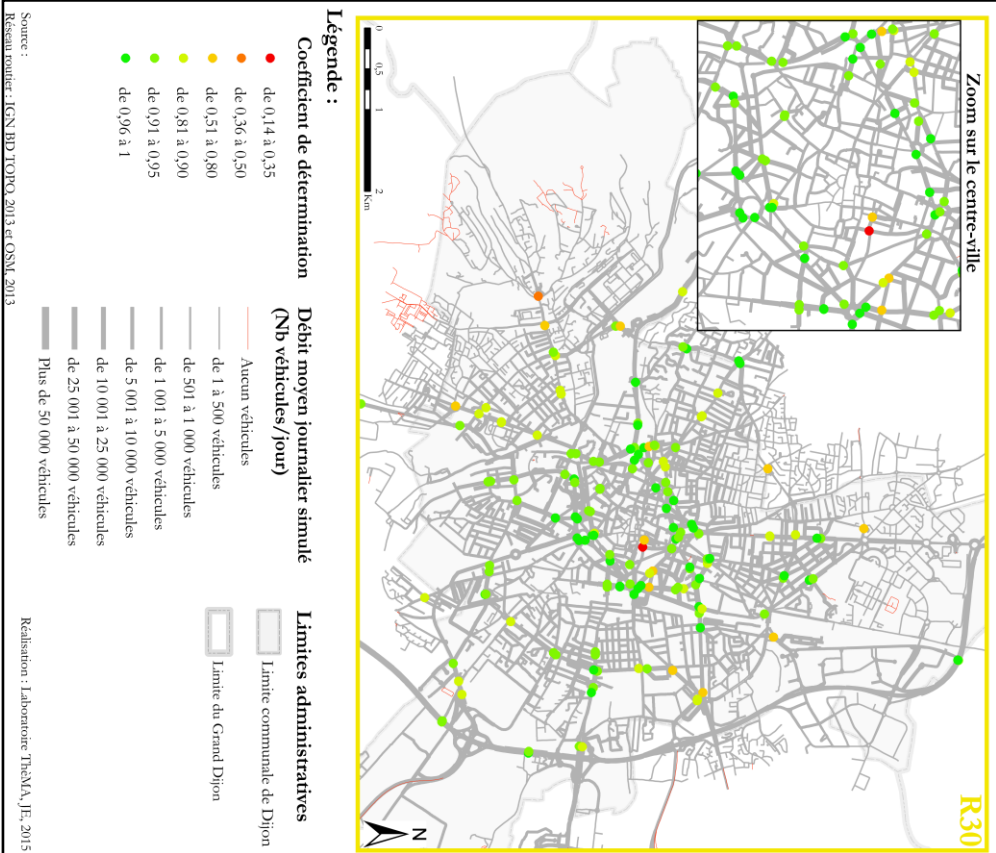 R30
Zoom sur le centre-ville
N
0 0,5 1 2
Km
Légende :
Coefficient de détermination
de 0,14 à 0,35
de 0,36 à 0,50
de 0,51 à 0,80
de 0,81 à 0,90
de 0,91 à 0,95
de 0,96 à 1
Débit moyen journalier simulé
(Nb véhicules/jour)
Aucun véhicules
de 1 à 500 véhicules
de 501 à 1 000 véhicules
de 1 001 à 5 000 véhicules
de 5 001 à 10 000 véhicules
de 10 001 à 25 000 véhicules
de 25 001 à 50 000 véhicules
Plus de 50 000 véhicules
Limites administratives
Limite communale de Dijon
Limite du Grand Dijon
Source :
Réseau routier : IGN BD TOPO, 2013 et OSM, 2013
Réalisation : Laboratoire ThéMA, JE, 2015